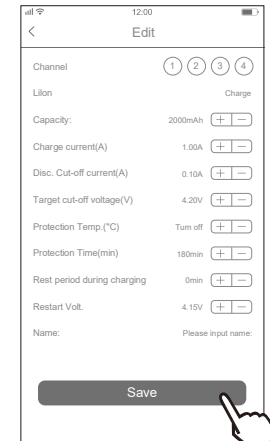 12:00
Edit
Channel 1 2 3 4
LiIon Charge
Capacity: 2000mAh + −
Charge current(A) 1.00A + −
Disc. Cut-off current(A) 0.10A + −
Target cut-off voltage(V) 4.20V + −
Protection Temp.(°C) Turn off + −
Protection Time(min) 180min + −
Rest period during charging 0min + −
Restart Volt. 4.15V + −
Name: Please input name:
Save